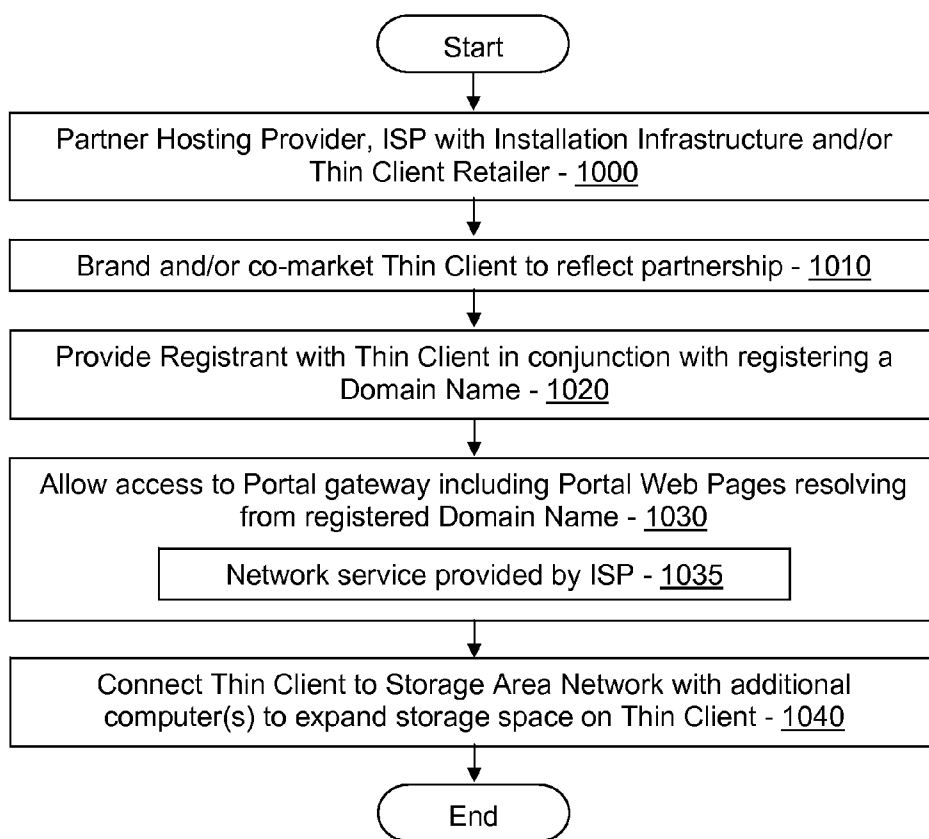 Start
Partner Hosting Provider, ISP with Installation Infrastructure and/or
Thin Client Retailer - 1000
Brand and/or co-market Thin Client to reflect partnership - 1010
Provide Registrant with Thin Client in conjunction with registering a
Domain Name - 1020
Allow access to Portal gateway including Portal Web Pages resolving
from registered Domain Name - 1030
Network service provided by ISP - 1035
Connect Thin Client to Storage Area Network with additional
computer(s) to expand storage space on Thin Client - 1040
End